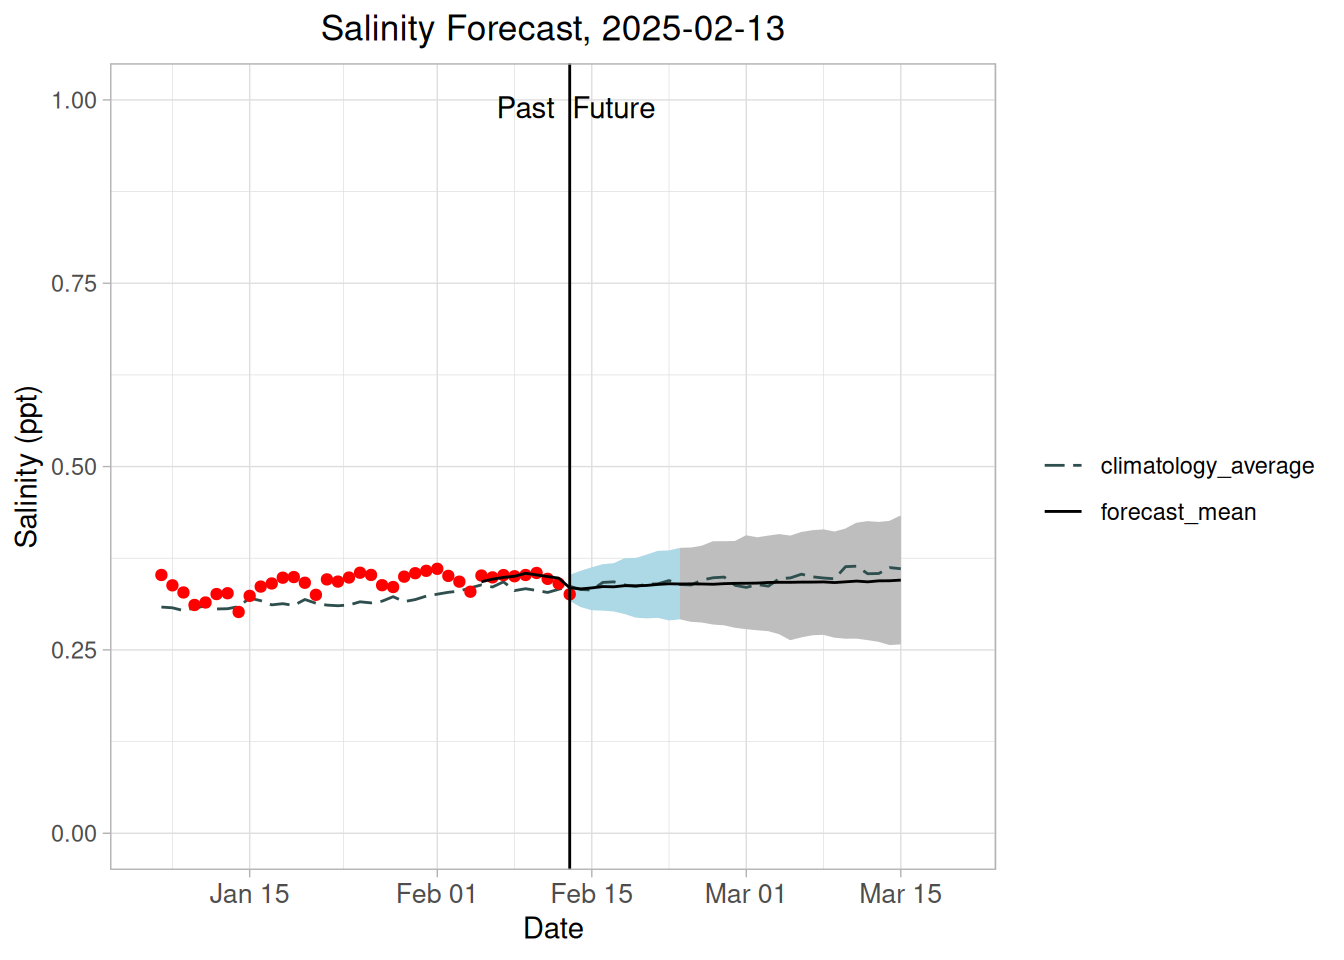 Salinity Forecast, 2025-02-13
Past Future
1.00
0.75
0.50
0.25
0.00
Salinity (ppt)
Jan 15 Feb 01 Feb 15 Mar 01 Mar 15
Date
climatology_average
forecast_mean